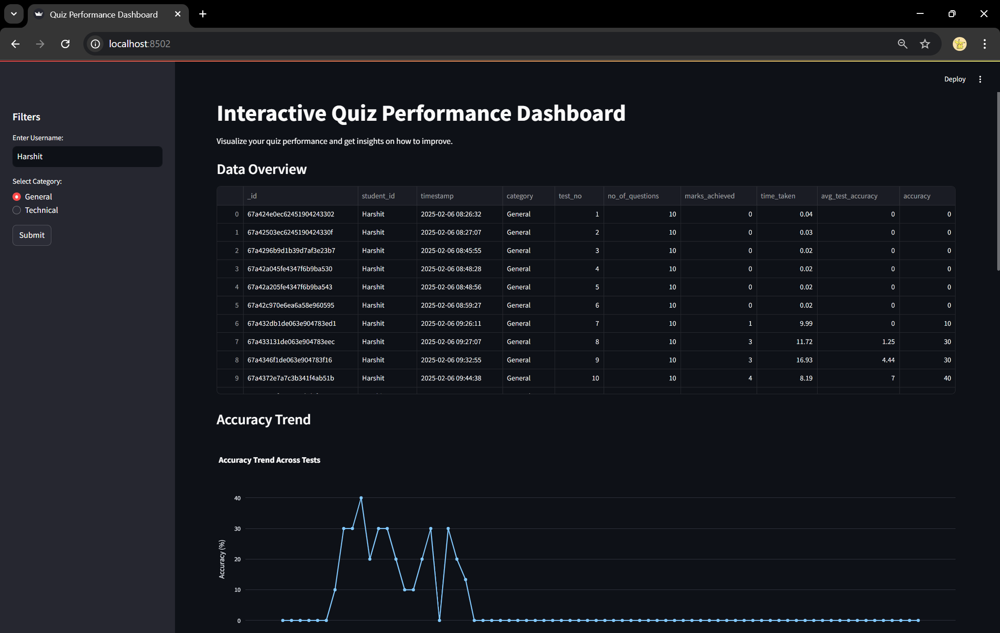 Quiz Performance Dashboard
localhost:8502
Deploy
Filters
Enter Username:
Harshit
Select Category:
General
Technical
Submit
Interactive Quiz Performance Dashboard
Visualize your quiz performance and get insights on how to improve.
Data Overview
_id student_id timestamp category test_no no_of_questions marks_achieved time_taken avg_test_accuracy accuracy
0 67a424e0ec62451904243302 Harshit 2025-02-06 08:26:32 General 1 10 0 0.04 0 0
1 67a42503ec6245190424330f Harshit 2025-02-06 08:27:07 General 2 10 0 0.03 0 0
2 67a4296b9d1b39d7af3e23b7 Harshit 2025-02-06 08:45:55 General 3 10 0 0.02 0 0
3 67a42a045fe4347f6b9ba530 Harshit 2025-02-06 08:48:28 General 4 10 0 0.02 0 0
4 67a42a205fe4347f6b9ba543 Harshit 2025-02-06 08:48:56 General 5 10 0 0.02 0 0
5 67a42c970e6ea6a58e960595 Harshit 2025-02-06 08:59:27 General 6 10 0 0.02 0 0
6 67a432db1de063e904783ed1 Harshit 2025-02-06 09:26:11 General 7 10 1 9.99 0 10
7 67a433131de063e904783eec Harshit 2025-02-06 09:27:07 General 8 10 3 11.72 1.25 30
8 67a4346f1de063e904783f16 Harshit 2025-02-06 09:32:55 General 9 10 3 16.93 4.44 30
9 67a4372e7a7c3b341f4ab51b Harshit 2025-02-06 09:44:38 General 10 10 4 8.19 7 40
Accuracy Trend
Accuracy Trend Across Tests
40
30
20
10
0
Accuracy (%)